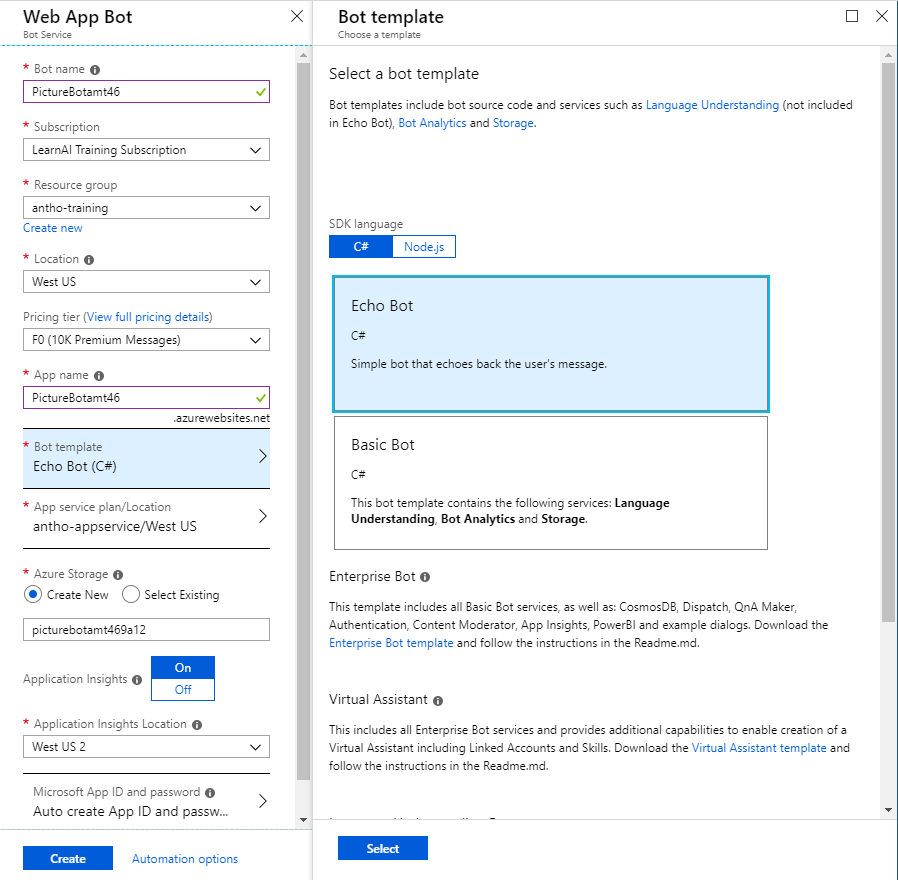 Web App Bot
Bot Service
* Bot name
PictureBotamt46
* Subscription
LearnAI Training Subscription
* Resource group
antho-training
Create new
* Location
West US
Pricing tier (View full pricing details)
F0 (10K Premium Messages)
* App name
PictureBotamt46
.azurewebsites.net
* Bot template
Echo Bot (C#)
* App service plan/Location
antho-appservice/West US
* Azure Storage
Create New Select Existing
picturebotamt469a12
Application Insights
On
Off
* Application Insights Location
West US 2
Microsoft App ID and password
Auto create App ID and passw...
Create Automation options
Bot template
Choose a template
Select a bot template
Bot templates include bot source code and services such as Language Understanding (not included
in Echo Bot), Bot Analytics and Storage.
SDK language
C# Node.js
Echo Bot
C#
Simple bot that echoes back the user's message.
Basic Bot
C#
This bot template contains the following services: Language
Understanding, Bot Analytics and Storage.
Enterprise Bot
This template includes all Basic Bot services, as well as: CosmosDB, Dispatch, QnA Maker,
Authentication, Content Moderator, App Insights, PowerBI and example dialogs. Download the
Enterprise Bot template and follow the instructions in the Readme.md.
Virtual Assistant
This includes all Enterprise Bot services and provides additional capabilities to enable creation of a
Virtual Assistant including Linked Accounts and Skills. Download the Virtual Assistant template and
follow the instructions in the Readme.md.
Select